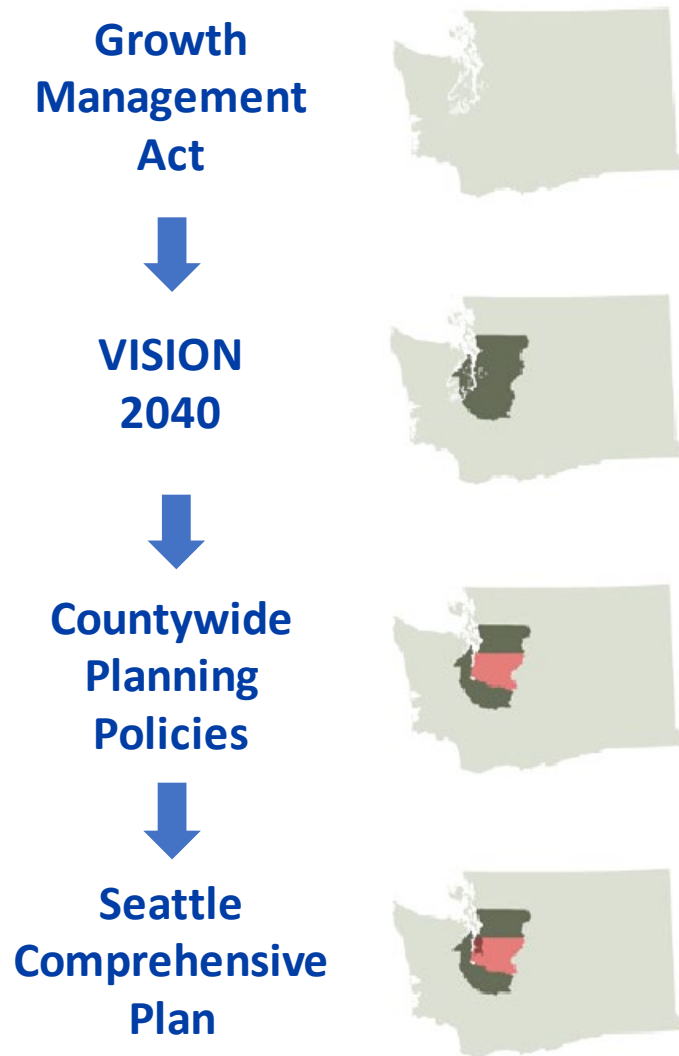 Growth
Management
Act
VISION
2040
Countywide
Planning
Policies
Seattle
Comprehensive
Plan